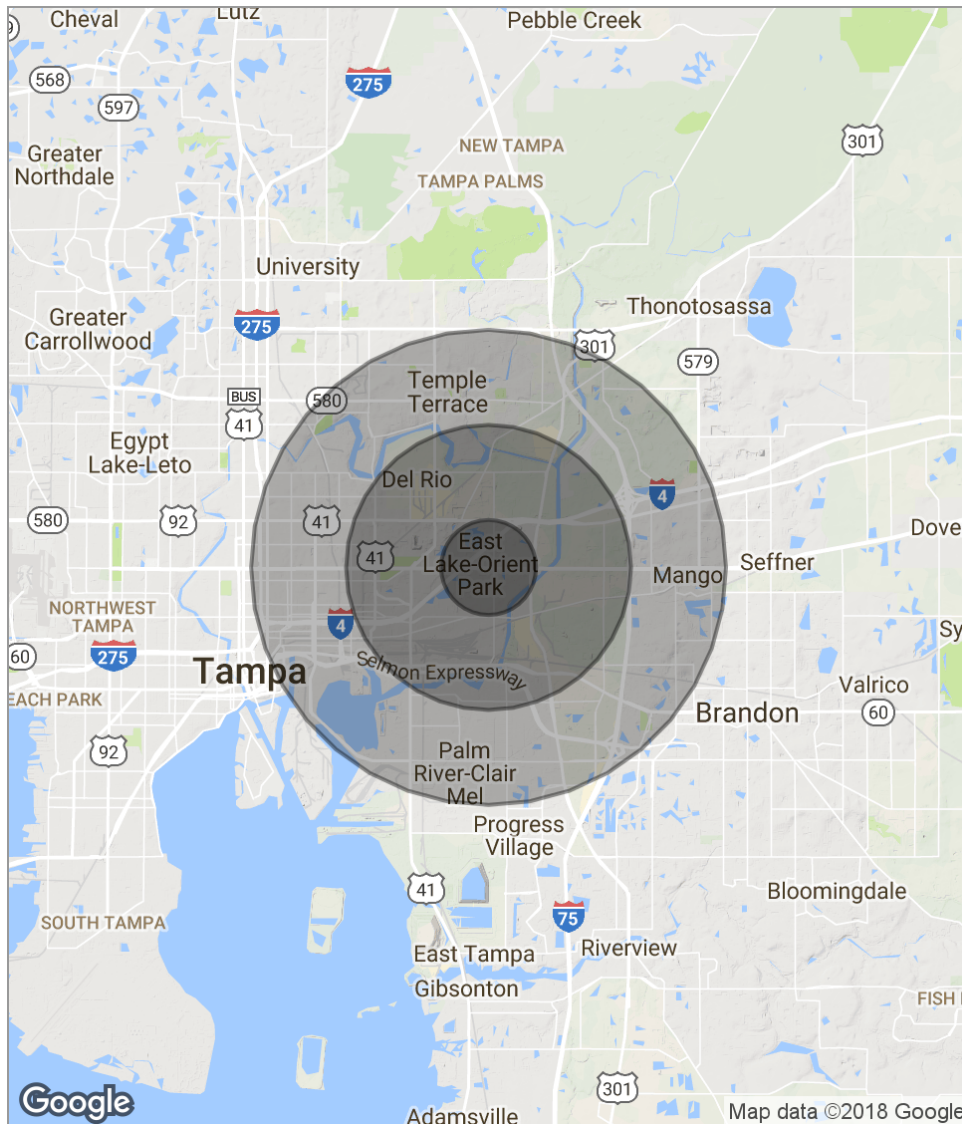 Cheval
Lutz
Pebble Creek
568
597
275
301
Greater
Northdale
NEW TAMPA
TAMPA PALMS
University
Thonotosassa
Greater
Carrollwood
275
301
579
Temple
Terrace
BUS
41
580
Egypt
Lake-Leto
Del Rio
4
580
92
41
Dove
41
East
Lake-Orient
Park
Mango
Seffner
NORTHWEST
TAMPA
4
Sy
60
275
Tampa
Selmon Expressway
EACH PARK
Valrico
60
Brandon
92
Palm
River-Clair
Mel
Progress
Village
41
Bloomingdale
75
SOUTH TAMPA
East Tampa
Riverview
Gibsonton
FISH
301
Google
Adamsville
Map data ©2018 Google